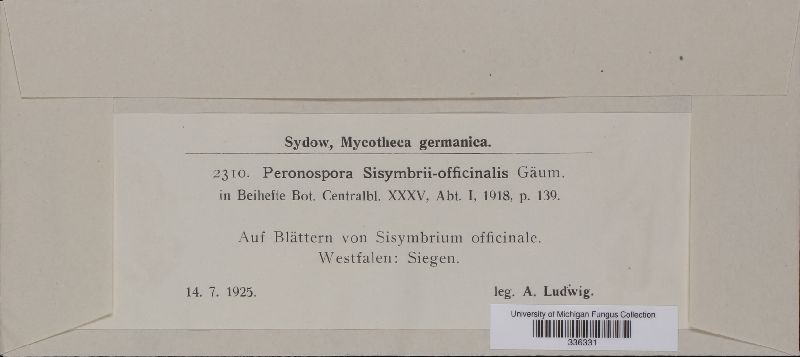 Sydow, Mycotheca germanica.
2310. Peronospora Sisymbrii-officinalis Gäum.
in Beihefte Bot. Centralbl. XXXV, Abt. I, 1918, p. 139.
Auf Blättern von Sisymbrium officinale.
Westfalen: Siegen.
14. 7. 1925. leg. A. Ludwig.
University of Michigan Fungus Collection
336331